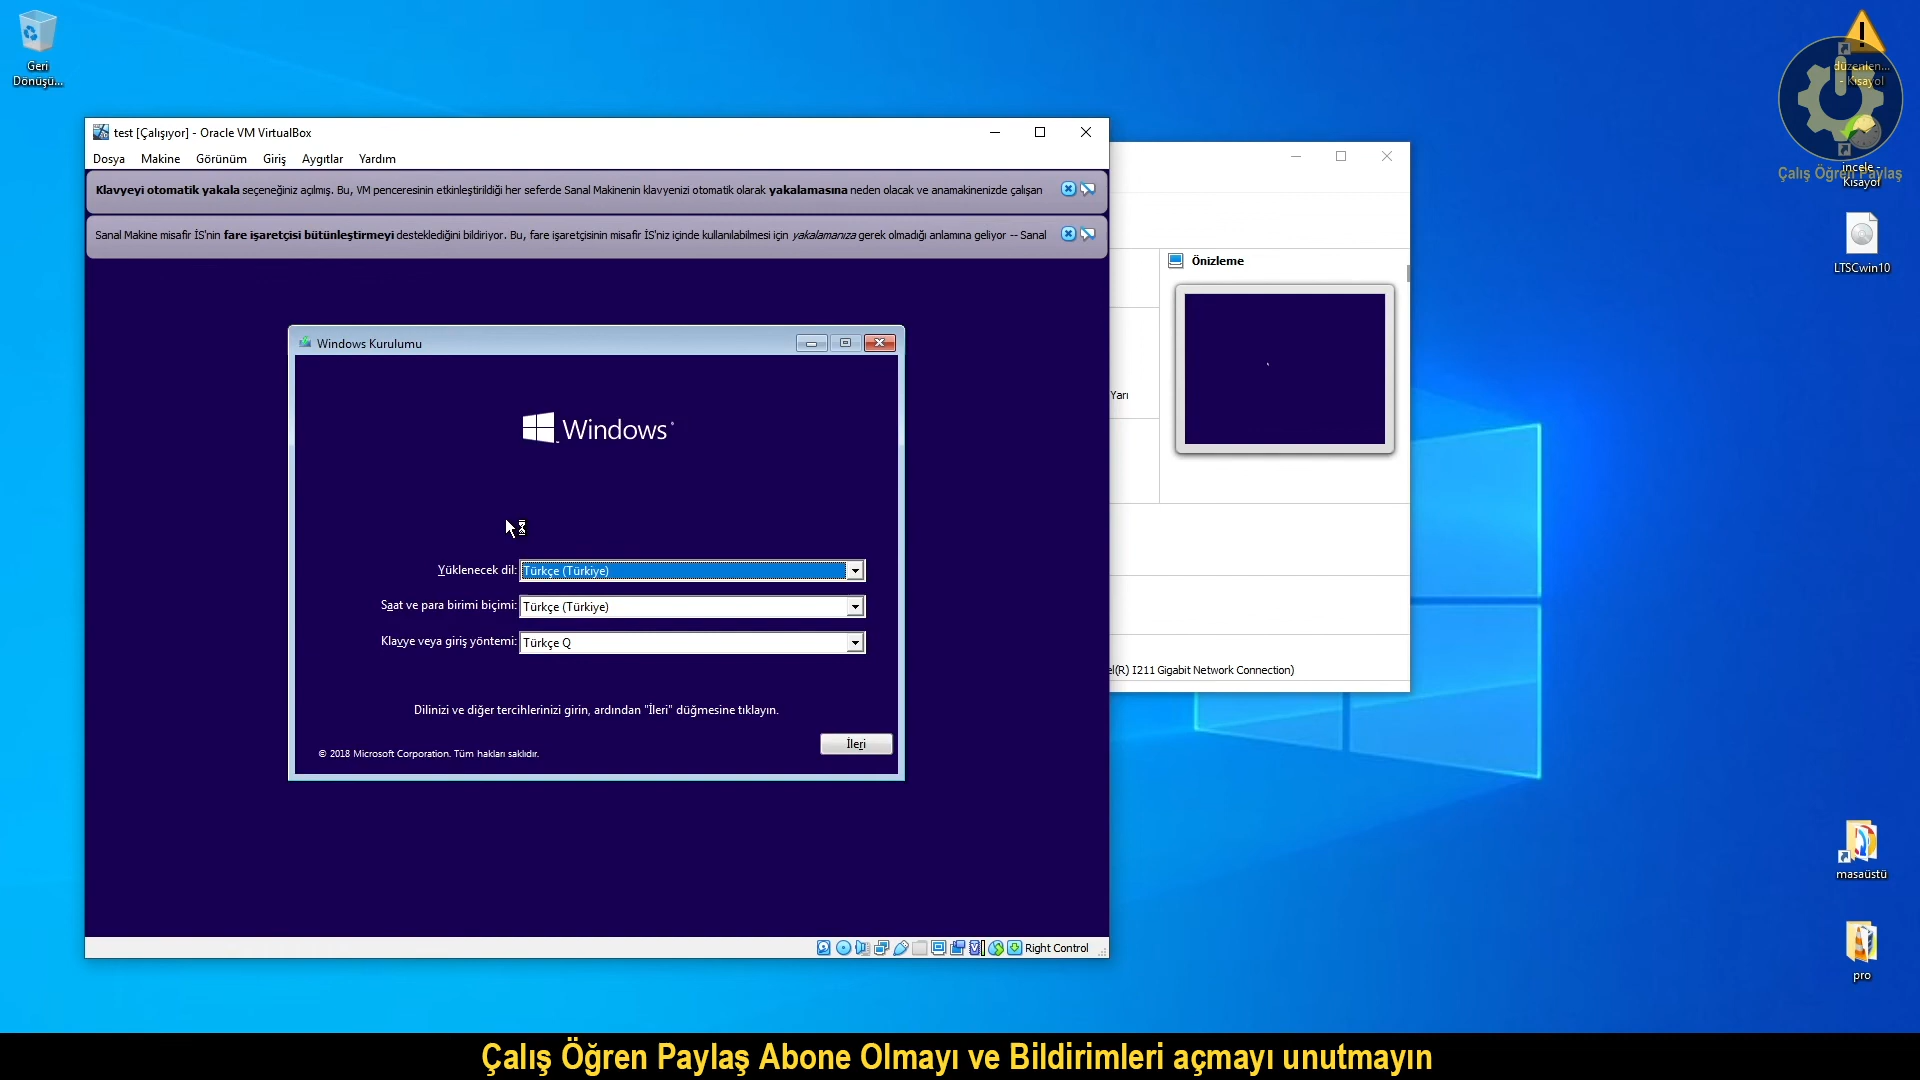 Geri
Dönüşü...
test [Çalışıyor] - Oracle VM VirtualBox
Dosya Makine Görünüm Giriş Aygıtlar Yardım
Klavyeyi otomatik yakala seçeneğiniz açılmış. Bu, VM penceresinin etkinleştirildiği her seferde Sanal Makinenin klavyenizi otomatik olarak yakalamasına neden olacak ve anamakinenizde çalışan
Sanal Makine misafir İS'nin fare işaretçisi bütünleştirmeyi desteklediğini bildiriyor. Bu, fare işaretçisinin misafir İS'niz içinde kullanılabilmesi için yakalamanıza gerek olmadığı anlamına geliyor -- Sanal
Windows Kurulumu
Windows
Yüklenecek dil: Türkçe (Türkiye)
Saat ve para birimi biçimi: Türkçe (Türkiye)
Klavye veya giriş yöntemi: Türkçe Q
Dilinizi ve diğer tercihlerinizi girin, ardından "İleri" düğmesine tıklayın.
İleri
© 2018 Microsoft Corporation. Tüm hakları saklıdır.
Right Control
Önizleme
Yarı
el(R) I211 Gigabit Network Connection)
düzenlen...
- Kısayol
incele -
Kısayol
Çalış Öğren Paylaş
LTSCwin10
masaüstü
pro
Çalış Öğren Paylaş Abone Olmayı ve Bildirimleri açmayı unutmayın